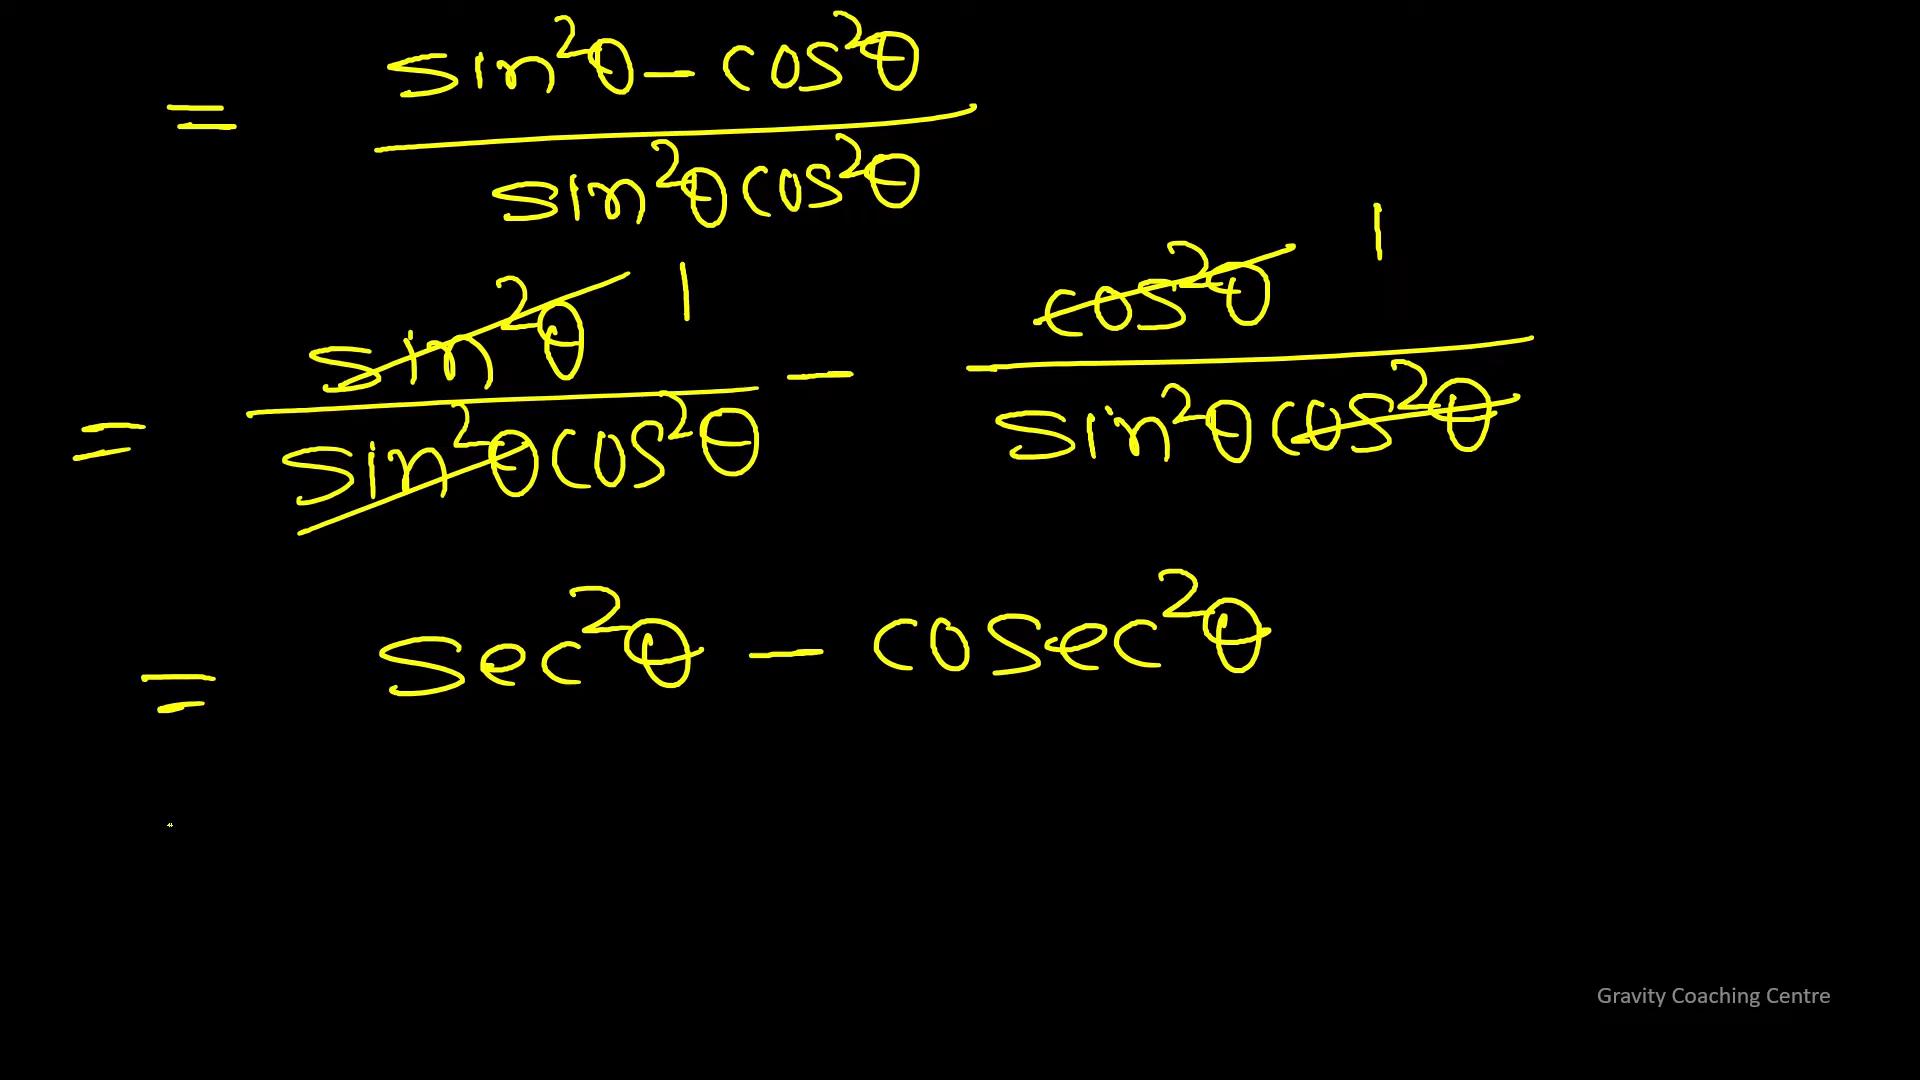 = sin²θ - cos²θ / sin²θ cos²θ
= sin²θ 1 / sin²θ cos²θ - cos²θ 1 / sin²θ cos²θ
= sec²θ - cosec²θ
Gravity Coaching Centre